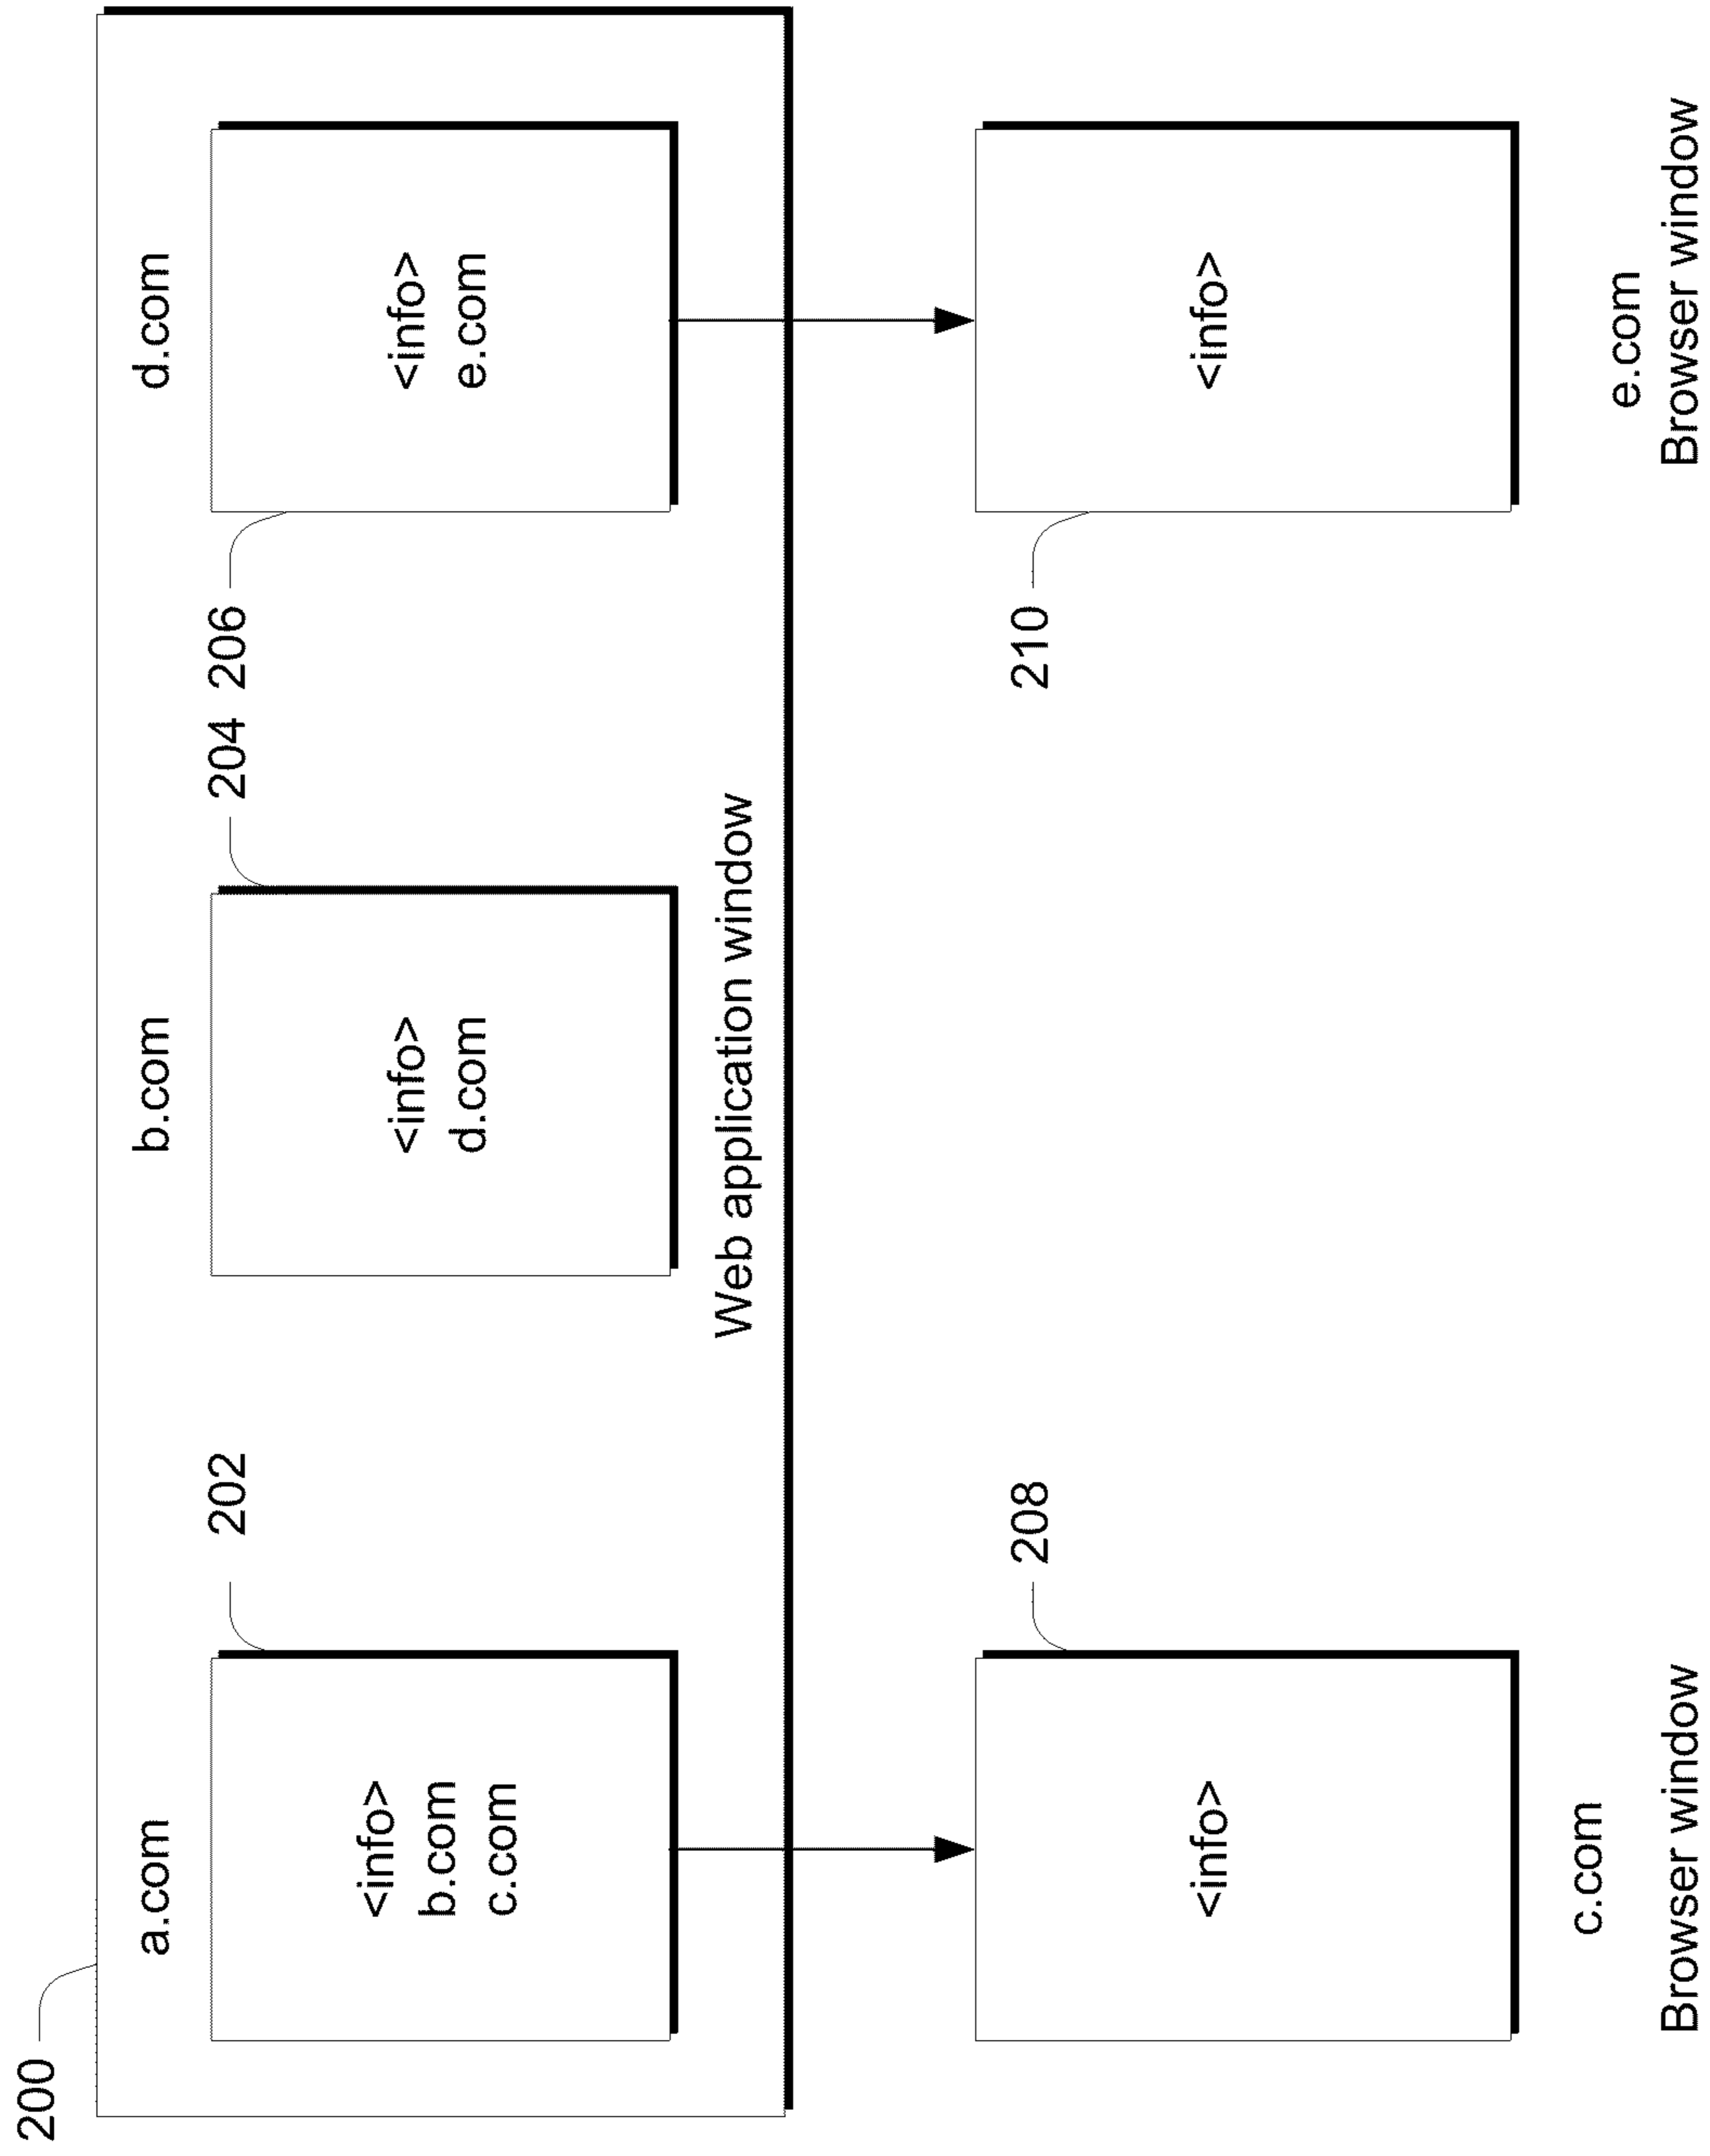 200
a.com
b.com
d.com
202
204
206
<info>
b.com
c.com
<info>
d.com
<info>
e.com
Web application window
208
210
<info>
<info>
c.com
e.com
Browser window
Browser window